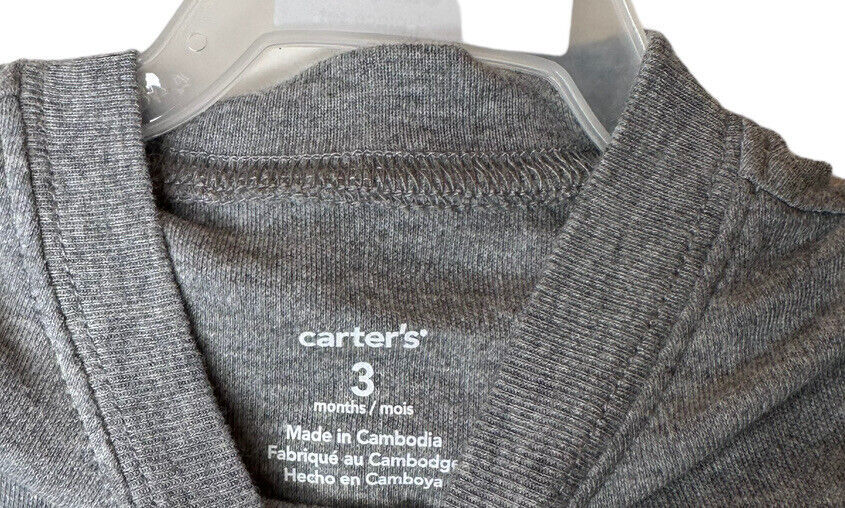 carter's
3
months / mois
Made in Cambodia
Fabriqué au Cambodge
Hecho en Camboya